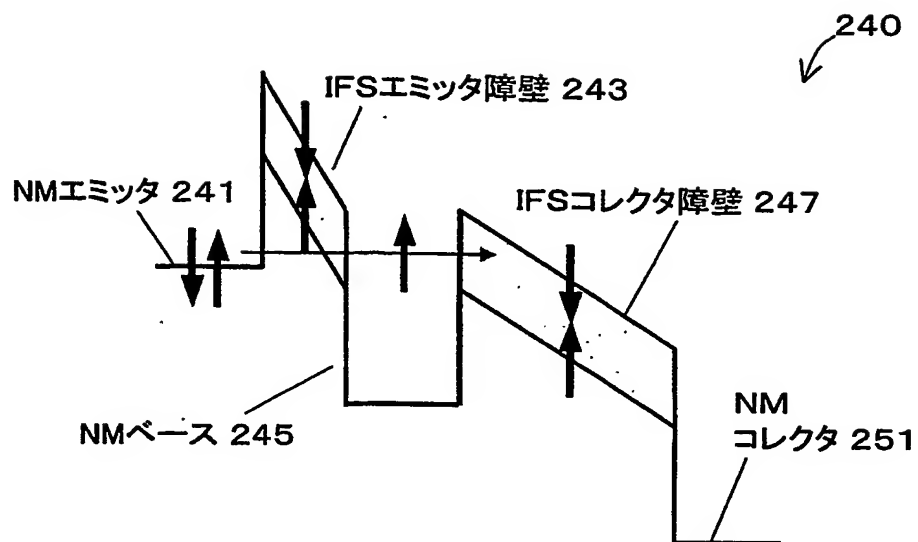 240
IFSエミッタ障壁 243
NMエミッタ 241
IFSコレクタ障壁 247
NMベース 245
NM
コレクタ 251